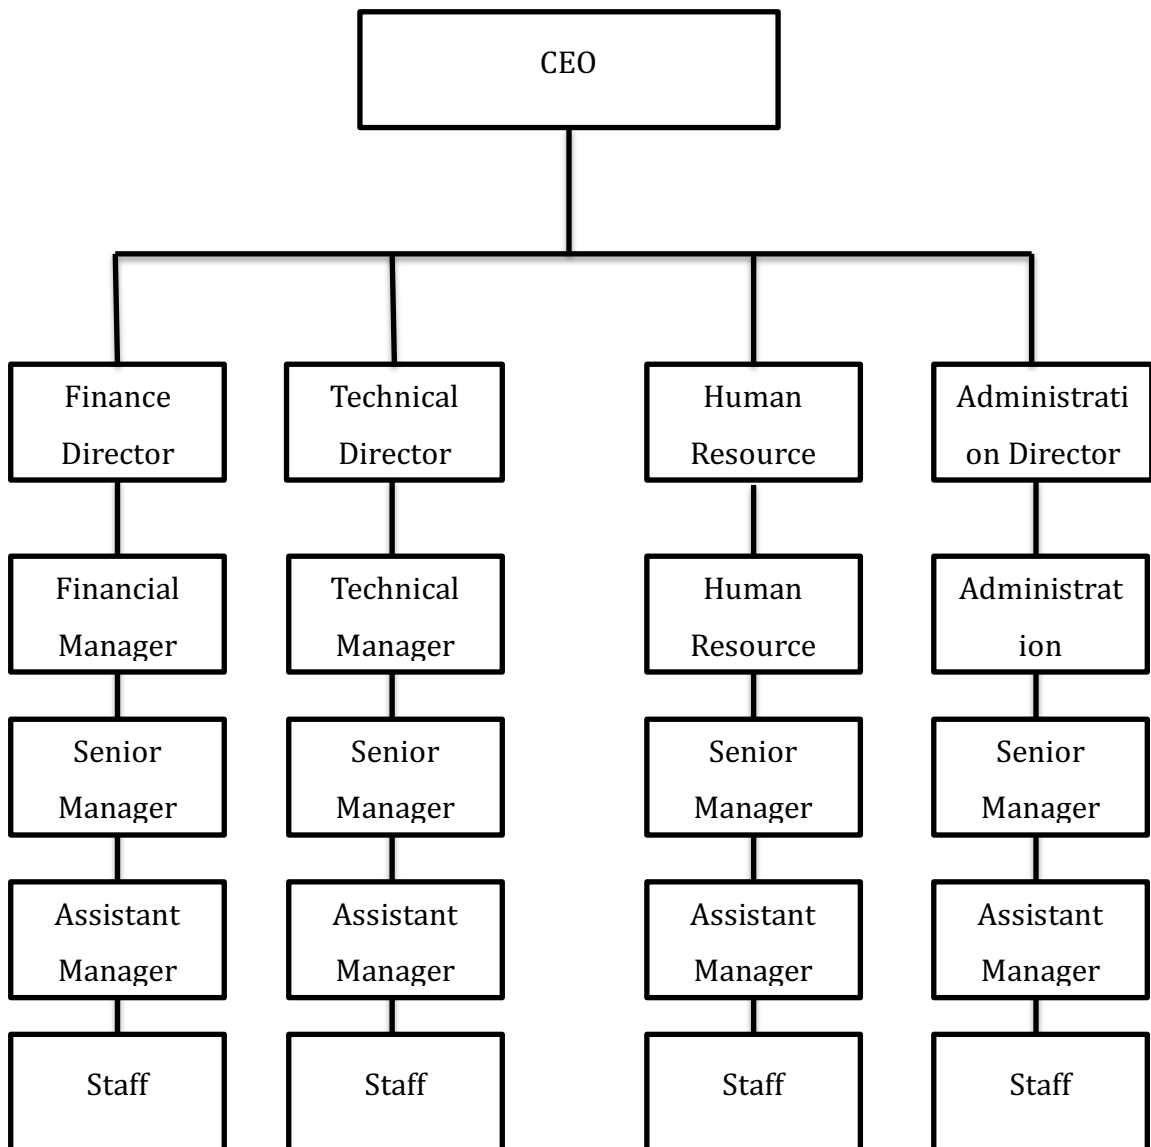 CEO
Finance
Director
Technical
Director
Human
Resource
Administrati
on Director
Financial
Manager
Technical
Manager
Human
Resource
Administrat
ion
Senior
Manager
Senior
Manager
Senior
Manager
Senior
Manager
Assistant
Manager
Assistant
Manager
Assistant
Manager
Assistant
Manager
Staff
Staff
Staff
Staff